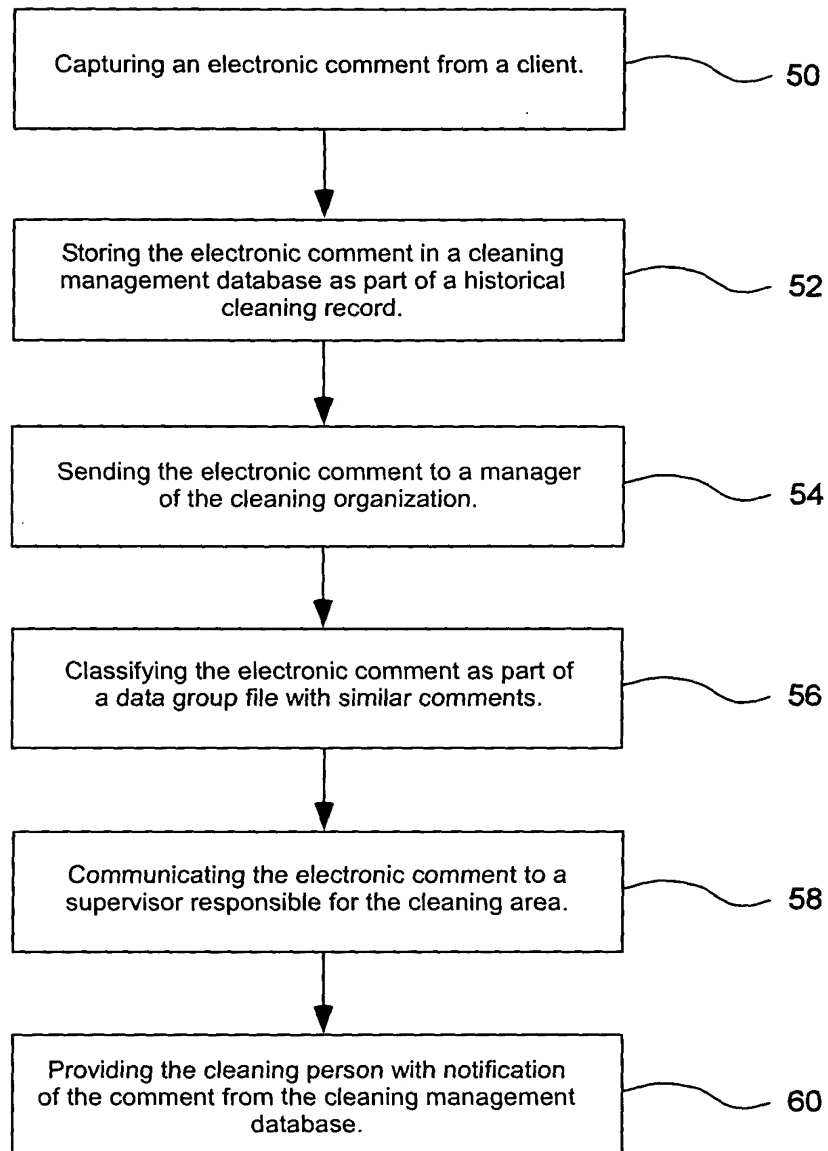 Capturing an electronic comment from a client.
50
Storing the electronic comment in a cleaning
management database as part of a historical
cleaning record.
52
Sending the electronic comment to a manager
of the cleaning organization.
54
Classifying the electronic comment as part of
a data group file with similar comments.
56
Communicating the electronic comment to a
supervisor responsible for the cleaning area.
58
Providing the cleaning person with notification
of the comment from the cleaning management
database.
60